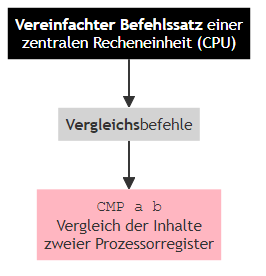 Vereinfachter Befehlssatz einer
zentralen Recheneinheit (CPU)
Vergleichsbefehle
CMP a b
Vergleich der Inhalte
zweier Prozessorregister